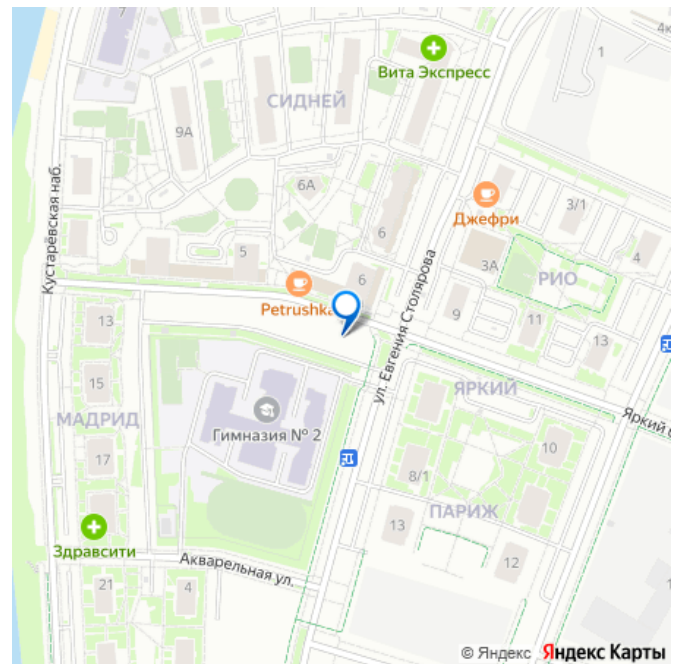 7
4к
1
Вита Экспресс
СИДНЕЙ
9А
Кустарёвская наб.
6А
Джефри
3/1
6
ул. Евгения Столярова
5
6
3А
4
РИО
Petrushka
13
9
11
13
15
ЯРКИЙ
Яркий
МАДРИД
Гимназия № 2
17
10
8/1
ПАРИЖ
13
Здравсити
Акварельная ул.
12
21
4
1
© Яндекс Яндекс Карты